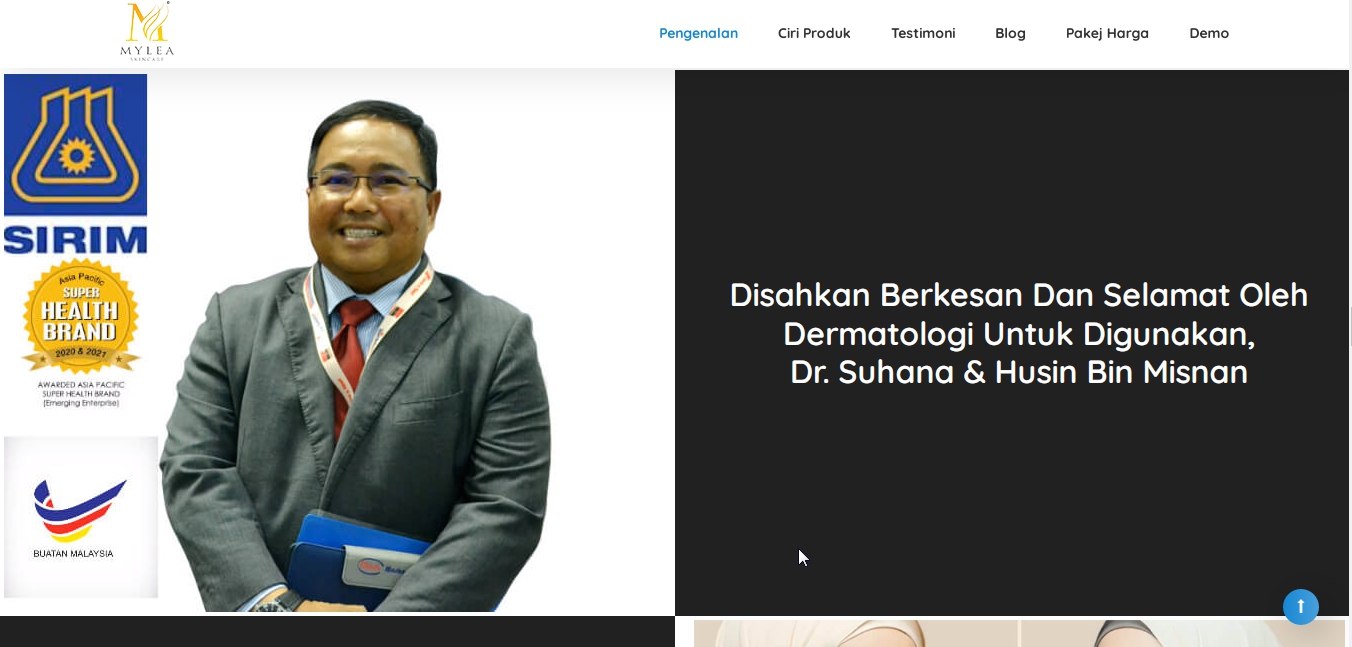 MYLEA
SKINCARE
Pengenalan
Ciri Produk
Testimoni
Blog
Pakej Harga
Demo
SIRIM
Asia Pacific
SUPER
HEALTH
BRAND
2020 & 2021
AWARDED ASIA PACIFIC
SUPER HEALTH BRAND
(Emerging Enterprise)
BUATAN MALAYSIA
Disahkan Berkesan Dan Selamat Oleh
Dermatologi Untuk Digunakan,
Dr. Suhana & Husin Bin Misnan